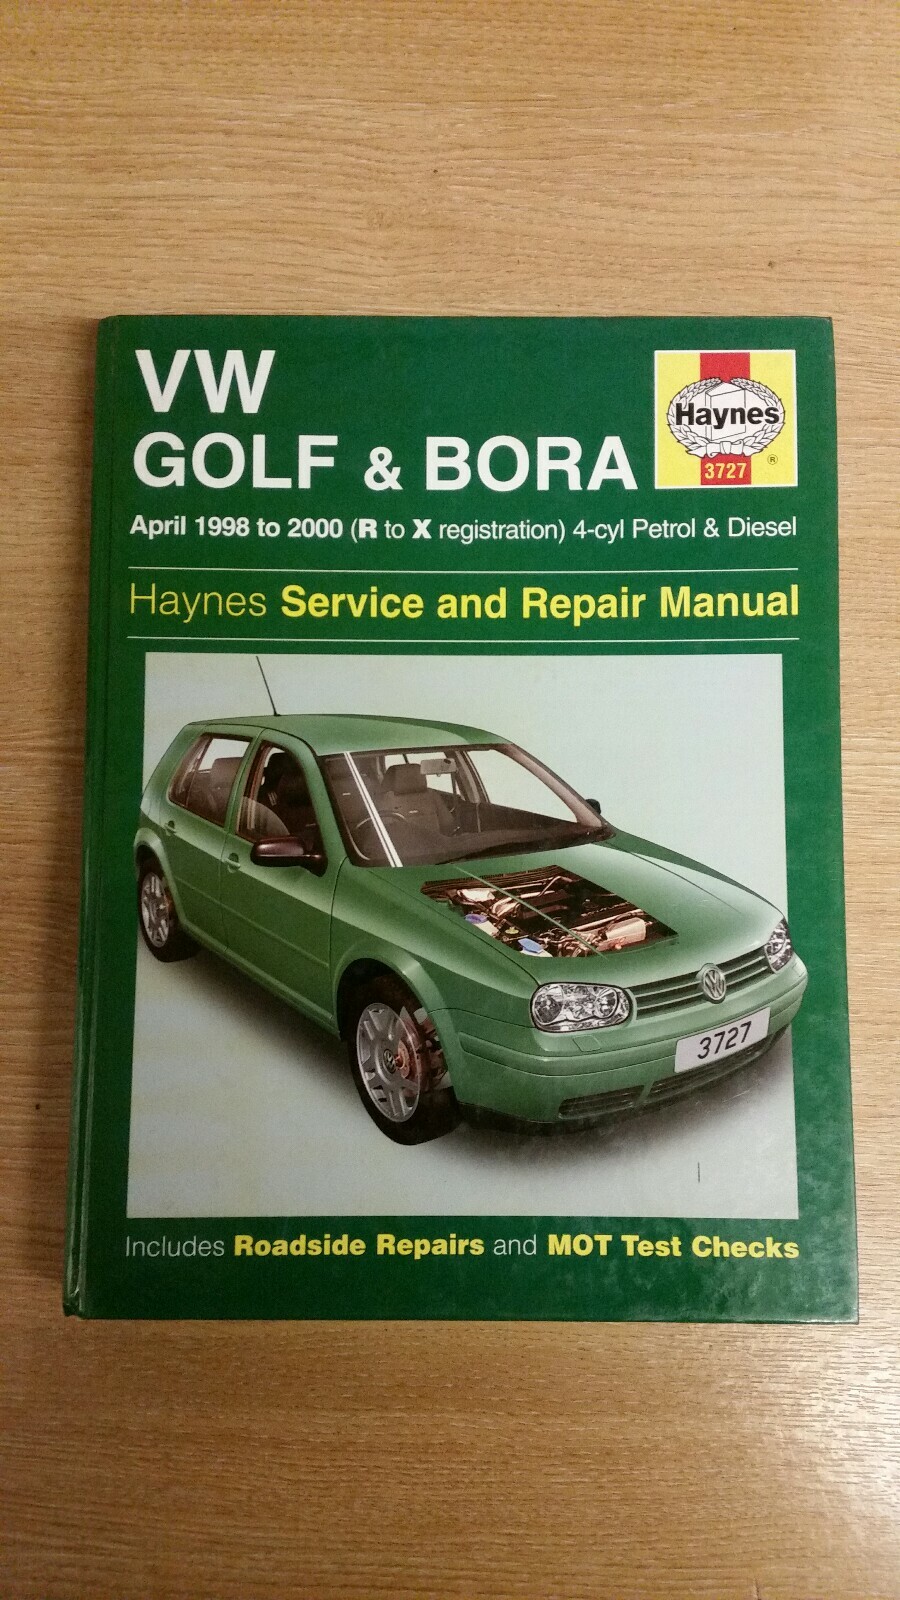 VW
GOLF & BORA
Haynes
3727
®
April 1998 to 2000 (R to X registration) 4-cyl Petrol & Diesel
Haynes Service and Repair Manual
3727
Includes Roadside Repairs and MOT Test Checks